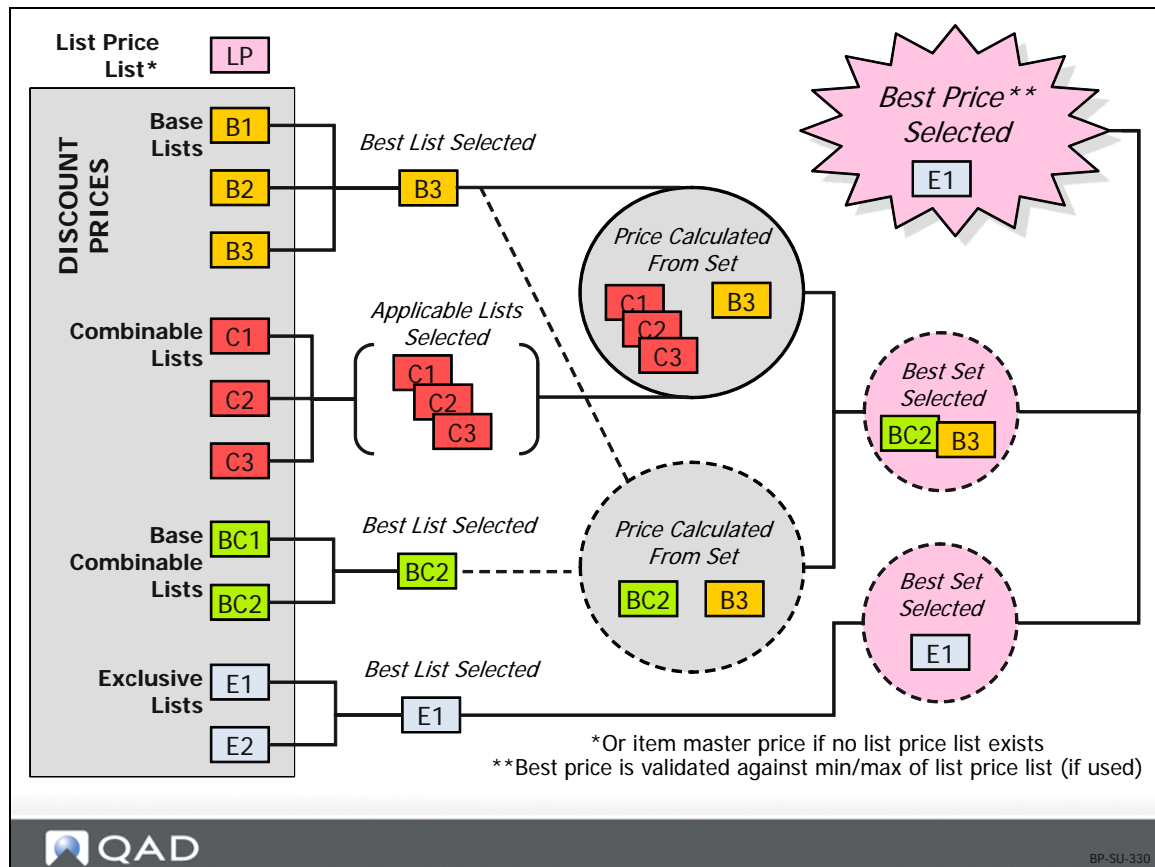 List Price
List*
LP
DISCOUNT
PRICES
Base
Lists
B1
B2
B3
Best List Selected
B3
Combinable
Lists
C1
C2
C3
Applicable Lists
Selected
C1
C2
C3
Base
Combinable
Lists
BC1
BC2
Best List Selected
BC2
Exclusive
Lists
E1
E2
Best List Selected
E1
Price Calculated
From Set
C1
C2
C3
B3
Price Calculated
From Set
BC2
B3
Best Price**
Selected
E1
Best Set
Selected
BC2
B3
Best Set
Selected
E1
*Or item master price if no list price list exists
**Best price is validated against min/max of list price list (if used)
QAD
BP-SU-330